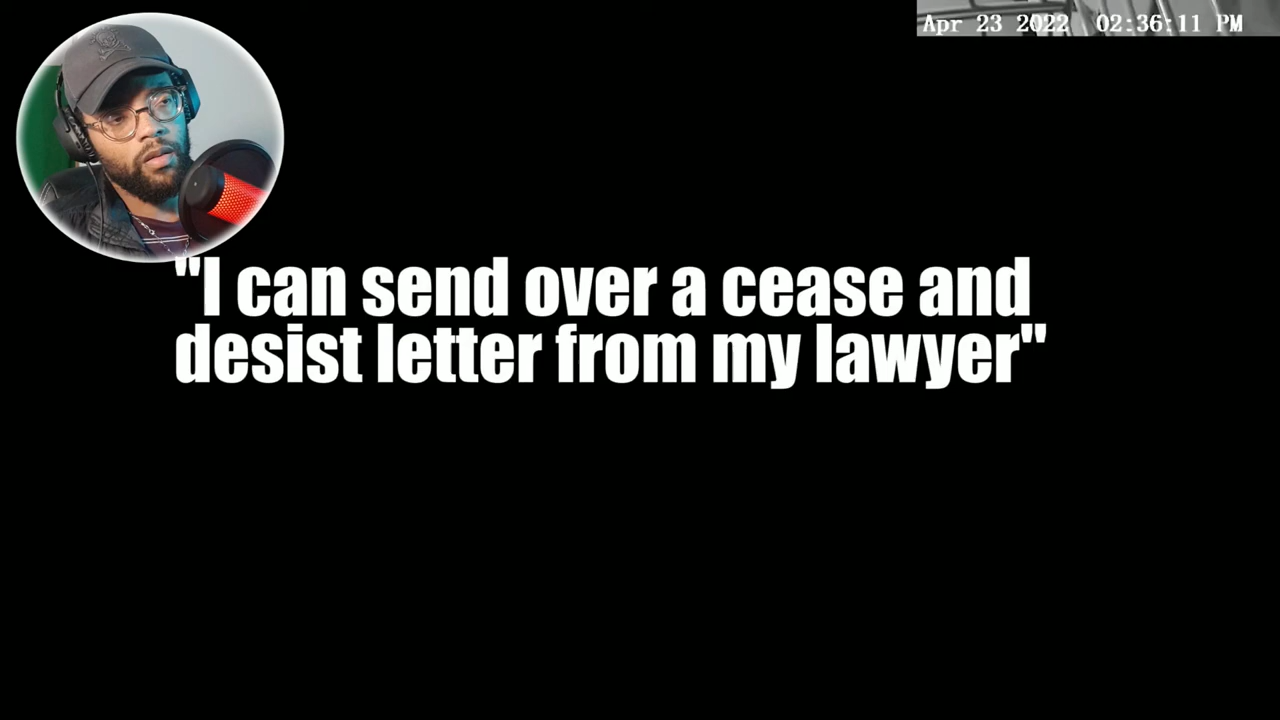 Apr 23 2022 02:36:11 PM
"I can send over a cease and
desist letter from my lawyer"